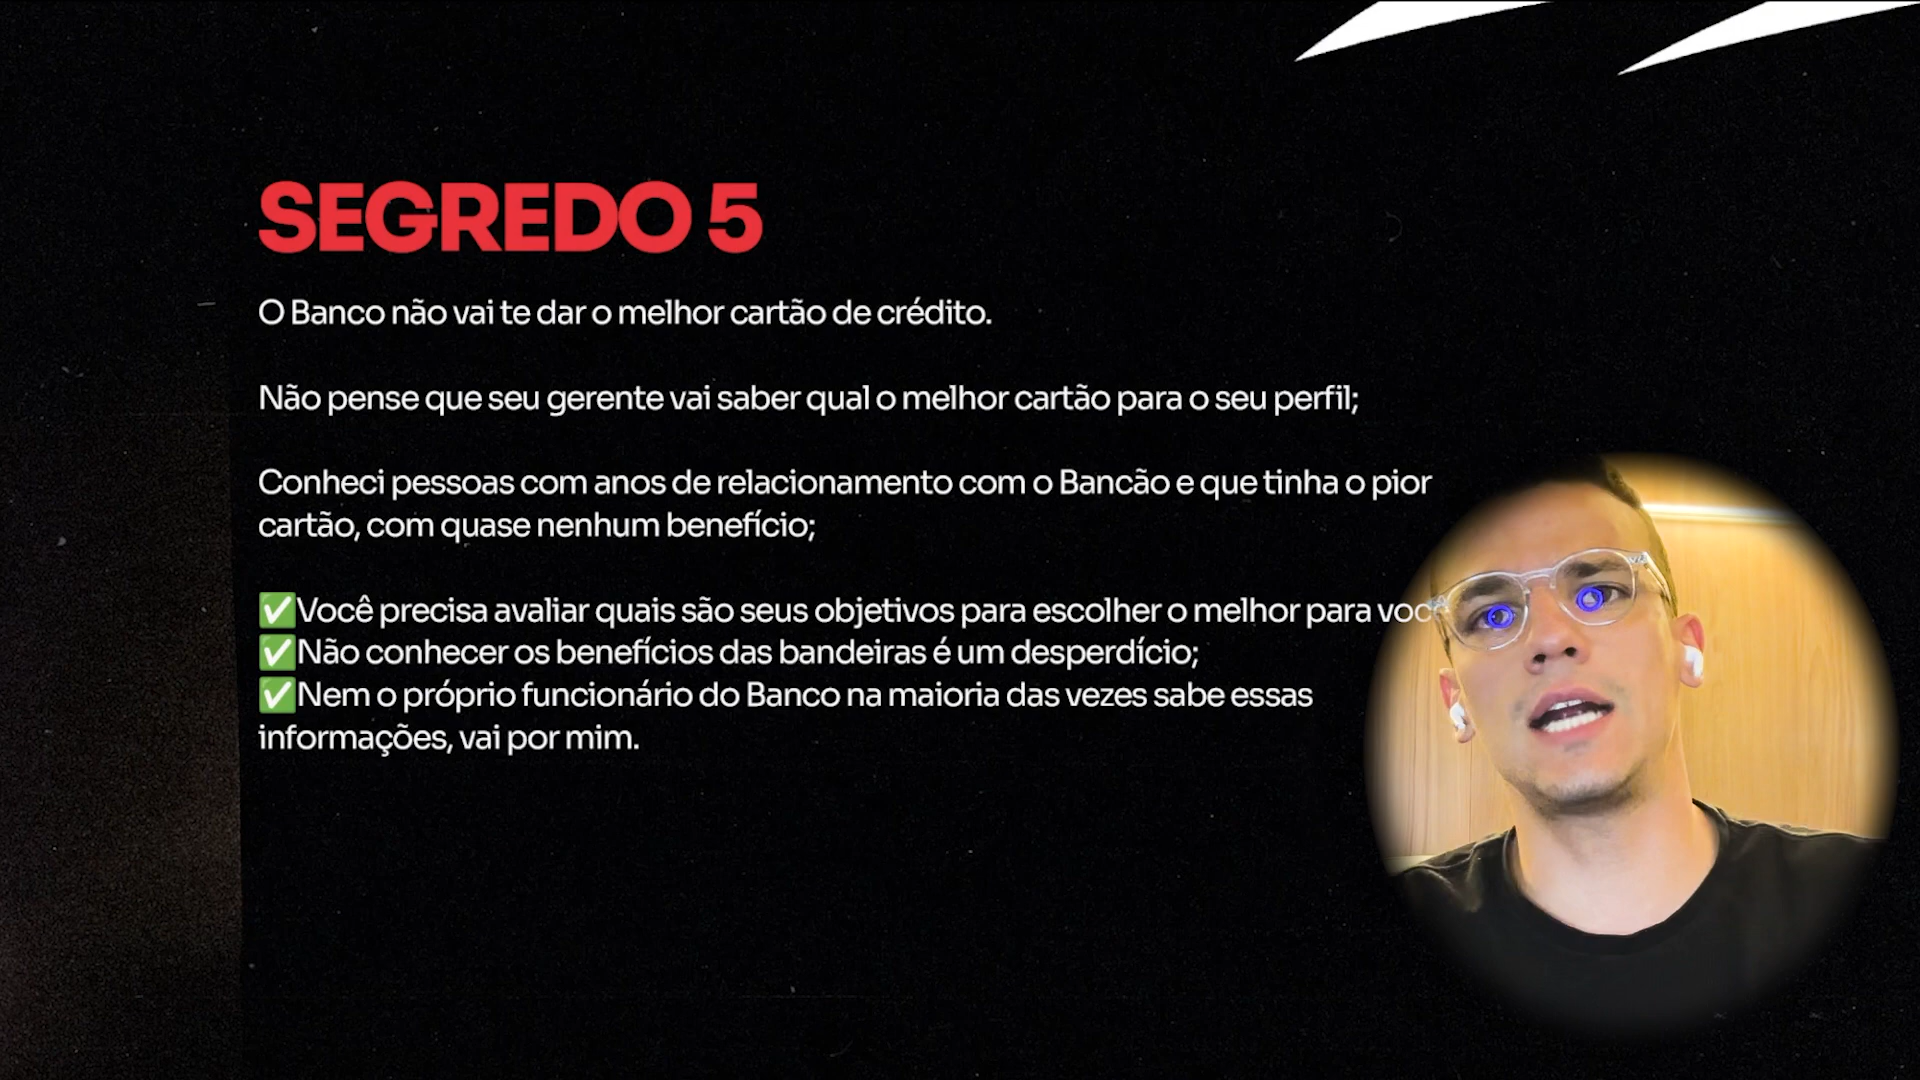 SEGREDO 5
O Banco não vai te dar o melhor cartão de crédito.
Não pense que seu gerente vai saber qual o melhor cartão para o seu perfil;
Conheci pessoas com anos de relacionamento com o Bancão e que tinha o pior
cartão, com quase nenhum benefício;
✅Você precisa avaliar quais são seus objetivos para escolher o melhor para voc
✅Não conhecer os benefícios das bandeiras é um desperdício;
✅Nem o próprio funcionário do Banco na maioria das vezes sabe essas
informações, vai por mim.